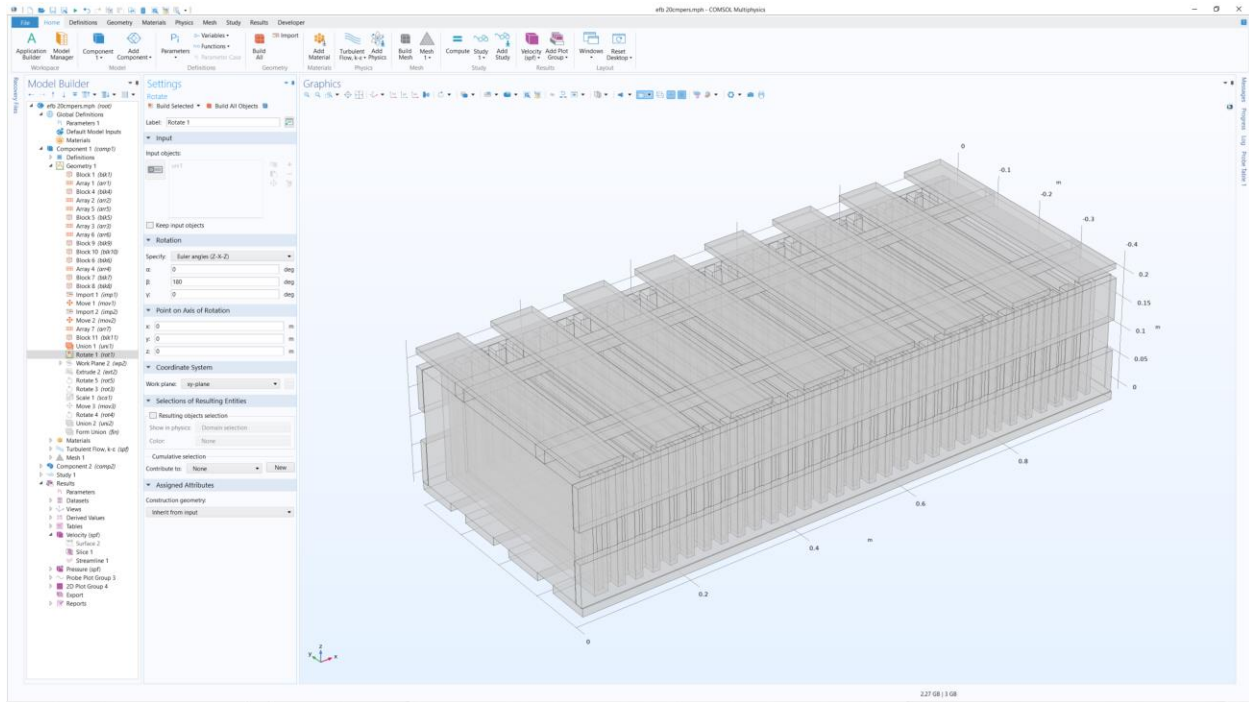 efb 20cmpers.mph - COMSOL Multiphysics
File Home Definitions Geometry Materials Physics Mesh Study Results Developer
Application Builder
Model Manager
Workspace
Component 1
Add Component
Model
Pi
Parameters
Variables
Functions
Parameter Case
Definitions
Import
Build All
Geometry
Add Material
Materials
Turbulent Flow, k-ε
Add Physics
Physics
Build Mesh
Mesh 1
Mesh
Compute
Study 1
Add Study
Study
Velocity (spf)
Add Plot Group
Results
Windows
Reset Desktop
Layout
Recovery Files
Model Builder
efb 20cmpers.mph (root)
Global Definitions
Parameters 1
Default Model Inputs
Materials
Component 1 (comp1)
Definitions
Geometry 1
Block 1 (blk1)
Array 1 (arr1)
Block 4 (blk4)
Array 2 (arr2)
Array 5 (arr5)
Block 5 (blk5)
Array 3 (arr3)
Array 6 (arr6)
Block 9 (blk9)
Block 10 (blk10)
Block 6 (blk6)
Array 4 (arr4)
Block 7 (blk7)
Block 8 (blk8)
Import 1 (imp1)
Move 1 (mov1)
Import 2 (imp2)
Move 2 (mov2)
Array 7 (arr7)
Block 11 (blk11)
Union 1 (uni1)
Rotate 1 (rot1)
Work Plane 2 (wp2)
Extrude 2 (ext2)
Rotate 5 (rot5)
Rotate 3 (rot3)
Scale 1 (sca1)
Move 3 (mov3)
Rotate 4 (rot4)
Union 2 (uni2)
Form Union (fin)
Materials
Turbulent Flow, k-ε (spf)
Mesh 1
Component 2 (comp2)
Study 1
Results
Parameters
Datasets
Views
Derived Values
Tables
Velocity (spf)
Surface 2
Slice 1
Streamline 1
Pressure (spf)
Probe Plot Group 3
2D Plot Group 4
Export
Reports
Settings
Rotate
Build Selected Build All Objects
Label: Rotate 1
Input
Input objects:
uni1
Keep input objects
Rotation
Specify: Euler angles (Z-X-Z)
α: 0 deg
β: 180 deg
γ: 0 deg
Point on Axis of Rotation
x: 0 m
y: 0 m
z: 0 m
Coordinate System
Work plane: xy-plane
Selections of Resulting Entities
Resulting objects selection
Show in physics: Domain selection
Color: None
Cumulative selection
Contribute to: None New
Assigned Attributes
Construction geometry:
Inherit from input
Graphics
0
-0.1
m
-0.2
-0.3
-0.4
0.2
0.15
0.1 m
0.05
0
0.8
0.6
m
0.4
0.2
0
z
y x
Messages Progress Log Probe Table 1
2.27 GB | 3 GB